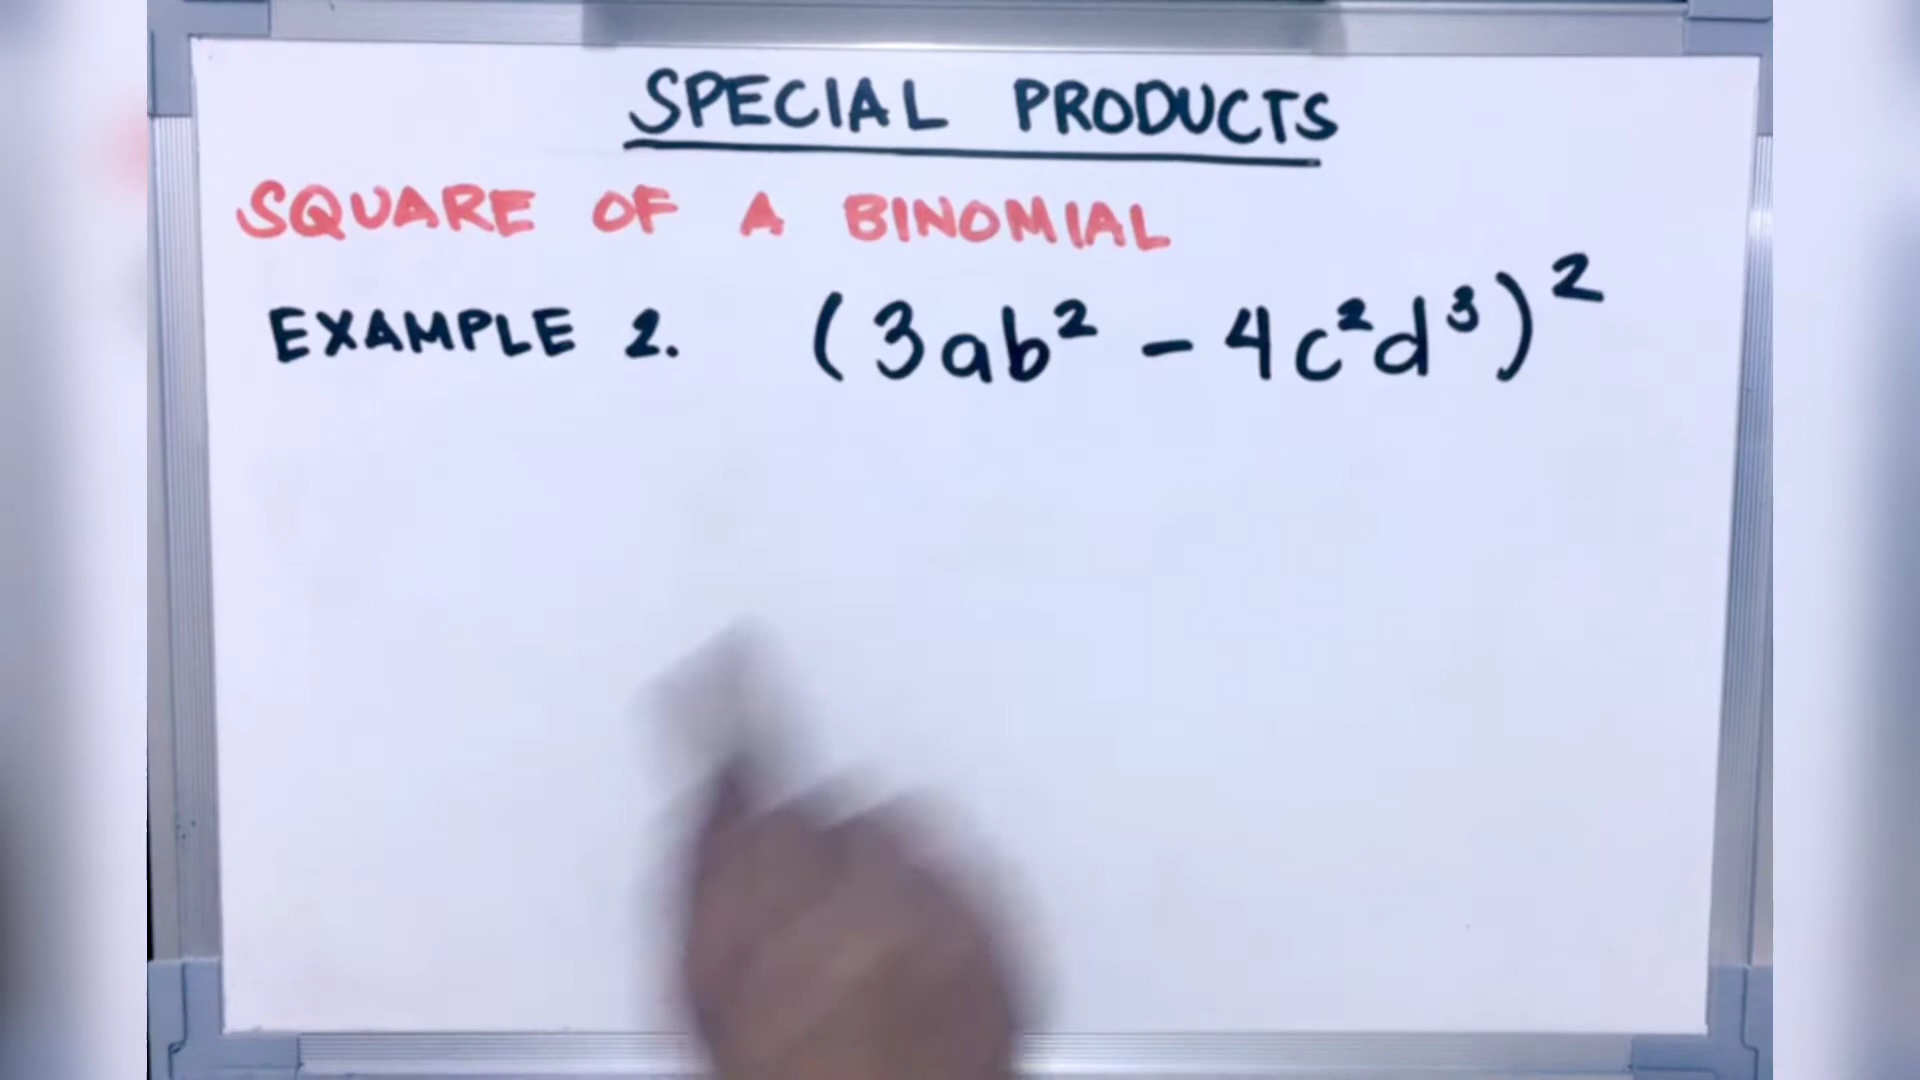 SPECIAL PRODUCTS
SQUARE OF A BINOMIAL
EXAMPLE 2. (3ab² - 4c²d³)²